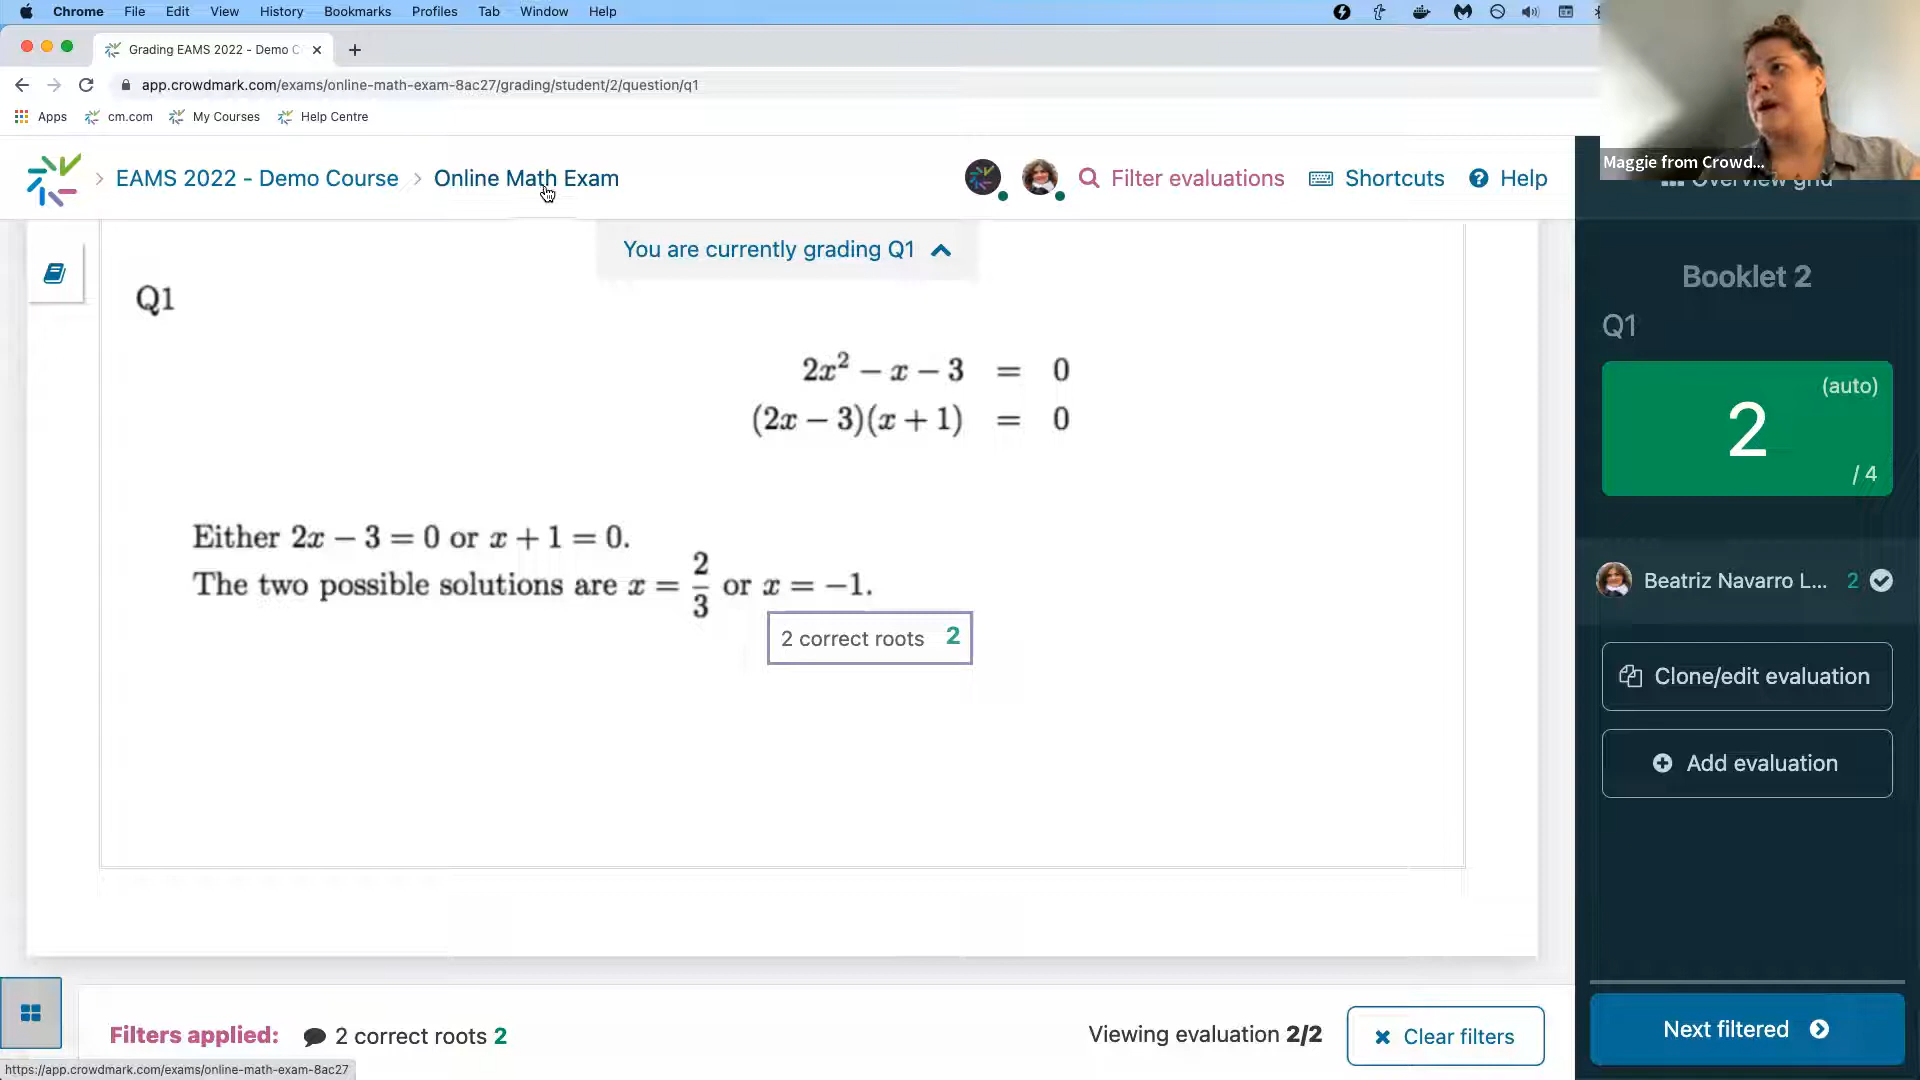 Chrome File Edit View History Bookmarks Profiles Tab Window Help
Grading EAMS 2022 - Demo C
app.crowdmark.com/exams/online-math-exam-8ac27/grading/student/2/question/q1
Apps cm.com My Courses Help Centre
Maggie from Crowd...
EAMS 2022 - Demo Course Online Math Exam Filter evaluations Shortcuts Help
Overview grid
You are currently grading Q1
Booklet 2
Q1
Q1
2x² − x − 3 = 0
(2x − 3)(x + 1) = 0
(auto)
2
/ 4
Either 2x − 3 = 0 or x + 1 = 0.
The two possible solutions are x = 2/3 or x = −1.
2 correct roots 2
Beatriz Navarro L... 2
Clone/edit evaluation
Add evaluation
Filters applied: 2 correct roots 2
Viewing evaluation 2/2
Clear filters
Next filtered
https://app.crowdmark.com/exams/online-math-exam-8ac27